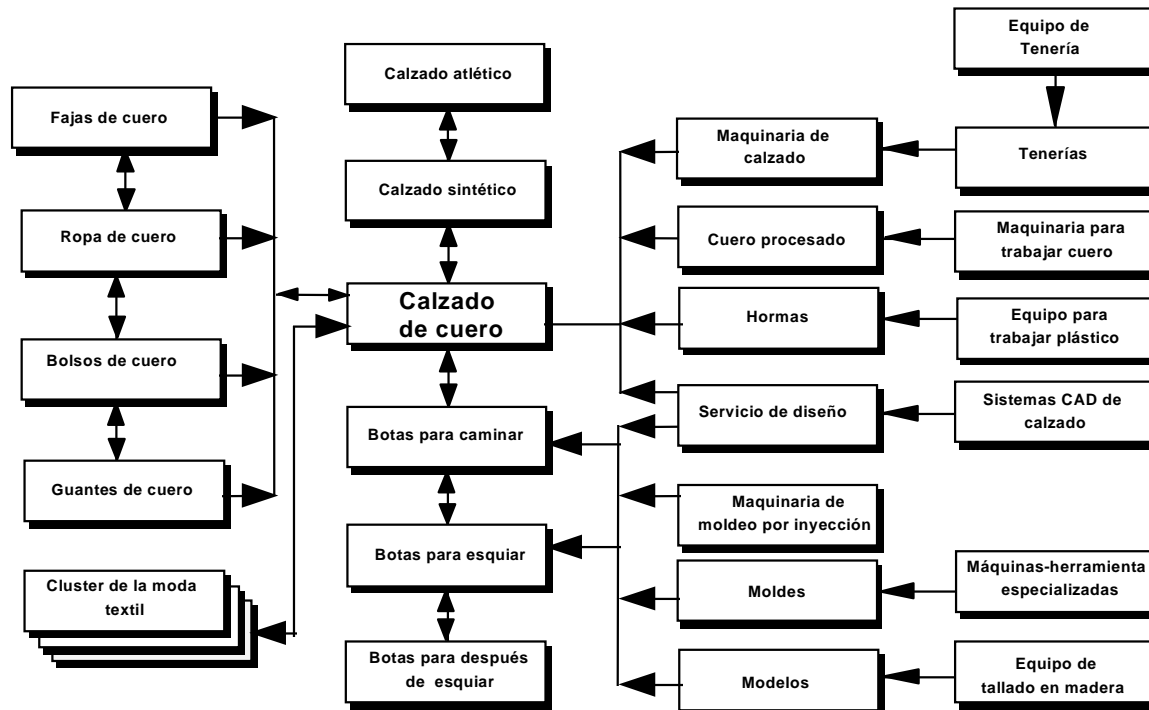 Equipo de
Tenería
Calzado atlético
Fajas de cuero
Maquinaria de
calzado
Tenerías
Calzado sintético
Ropa de cuero
Cuero procesado
Maquinaria para
trabajar cuero
Calzado
de cuero
Hormas
Equipo para
trabajar plástico
Bolsos de cuero
Servicio de diseño
Sistemas CAD de
calzado
Botas para caminar
Guantes de cuero
Maquinaria de
moldeo por inyección
Botas para esquiar
Cluster de la moda
textil
Moldes
Máquinas-herramienta
especializadas
Botas para después
de esquiar
Modelos
Equipo de
tallado en madera